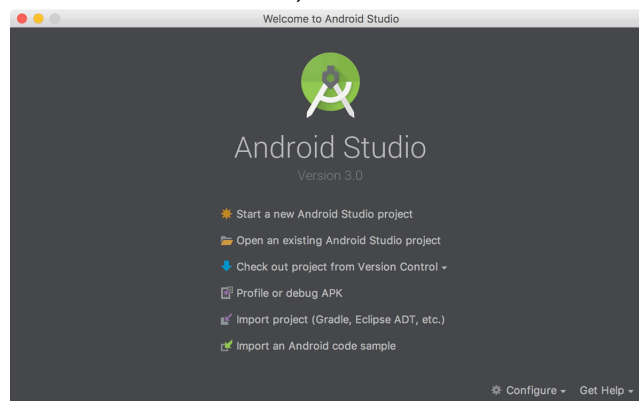 Welcome to Android Studio
Android Studio
Version 3.0
Start a new Android Studio project
Open an existing Android Studio project
Check out project from Version Control
Profile or debug APK
Import project (Gradle, Eclipse ADT, etc.)
Import an Android code sample
Configure Get Help